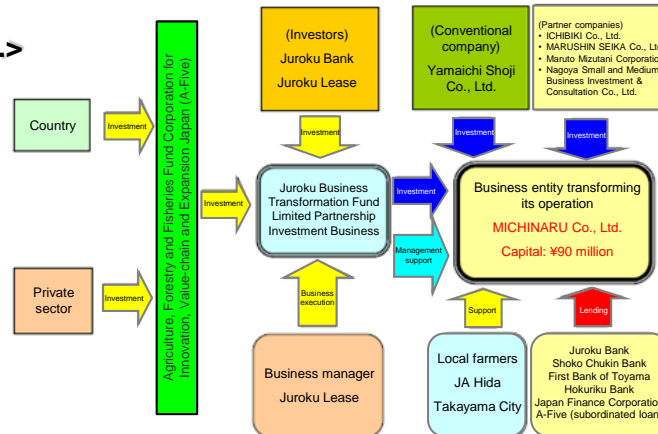 .>
(Investors)
Juroku Bank
Juroku Lease
(Conventional
company)
Yamaichi Shoji
Co., Ltd.
(Partner companies)
• ICHIBIKI Co., Ltd.
• MARUSHIN SEIKA Co., Ltd
• Maruto Mizutani Corporation
• Nagoya Small and Medium
Business Investment &
Consultation Co., Ltd.
Country
Investment
Agriculture, Forestry and Fisheries Fund Corporation for
Innovation, Value-chain and Expansion Japan (A-Five)
Investment
Investment
Investment
Investment
Juroku Business
Transformation Fund
Limited Partnership
Investment Business
Investment
Management
support
Business entity transforming
its operation
MICHINARU Co., Ltd.
Capital: ¥90 million
Private
sector
Investment
Business
execution
Support
Lending
Business manager
Juroku Lease
Local farmers
JA Hida
Takayama City
Juroku Bank
Shoko Chukin Bank
First Bank of Toyama
Hokuriku Bank
Japan Finance Corporation
A-Five (subordinated loan